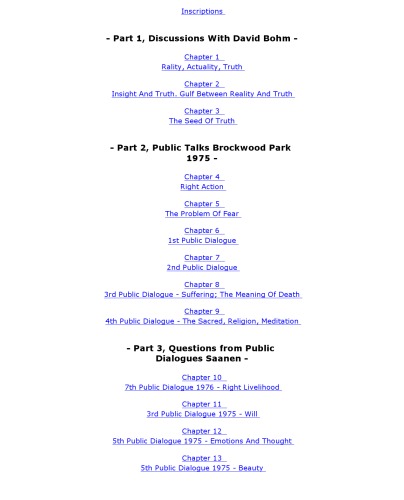 Inscriptions
- Part 1, Discussions With David Bohm -
Chapter 1
Rality, Actuality, Truth
Chapter 2
Insight And Truth. Gulf Between Reality And Truth
Chapter 3
The Seed Of Truth
- Part 2, Public Talks Brockwood Park
1975 -
Chapter 4
Right Action
Chapter 5
The Problem Of Fear
Chapter 6
1st Public Dialogue
Chapter 7
2nd Public Dialogue
Chapter 8
3rd Public Dialogue - Suffering; The Meaning Of Death
Chapter 9
4th Public Dialogue - The Sacred, Religion, Meditation
- Part 3, Questions from Public
Dialogues Saanen -
Chapter 10
7th Public Dialogue 1976 - Right Livelihood
Chapter 11
3rd Public Dialogue 1975 - Will
Chapter 12
5th Public Dialogue 1975 - Emotions And Thought
Chapter 13
5th Public Dialogue 1975 - Beauty